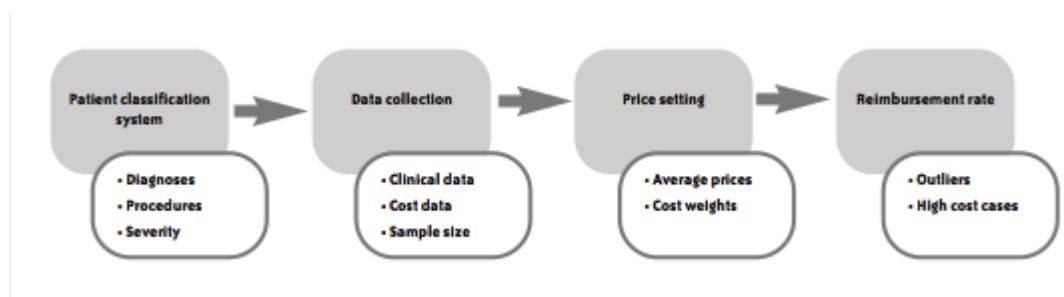 Patient classification
system
Data collection
Price setting
Reimbursement rate
• Diagnoses
• Procedures
• Severity
• Clinical data
• Cost data
• Sample size
• Average prices
• Cost weights
• Outliers
• High cost cases